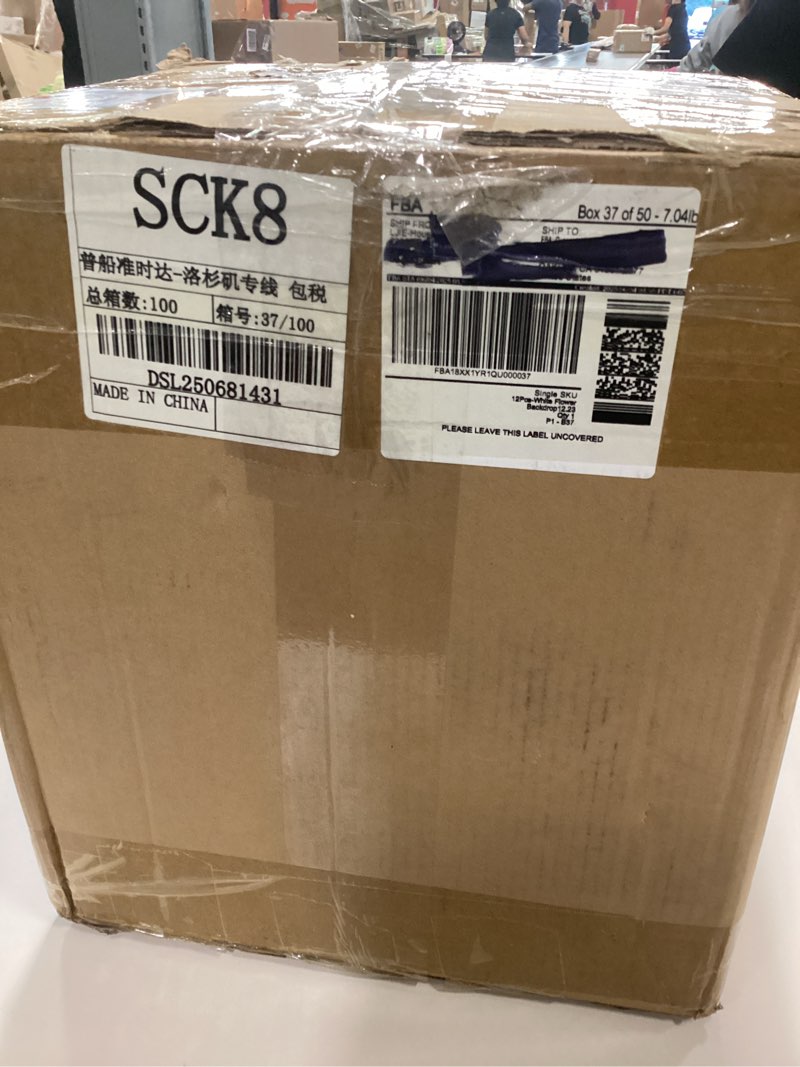 SCK8
普船准时达-洛杉矶专线 包税
总箱数:100
箱号:37/100
DSL250681431
MADE IN CHINA
FBA
Box 37 of 50 - 7.04lb
SHIP TO:
FBA18XX1YR1QU000037
Single SKU
12Pcs-White Flower
Backdrop12.23
Qty 1
P1 - B37
PLEASE LEAVE THIS LABEL UNCOVERED